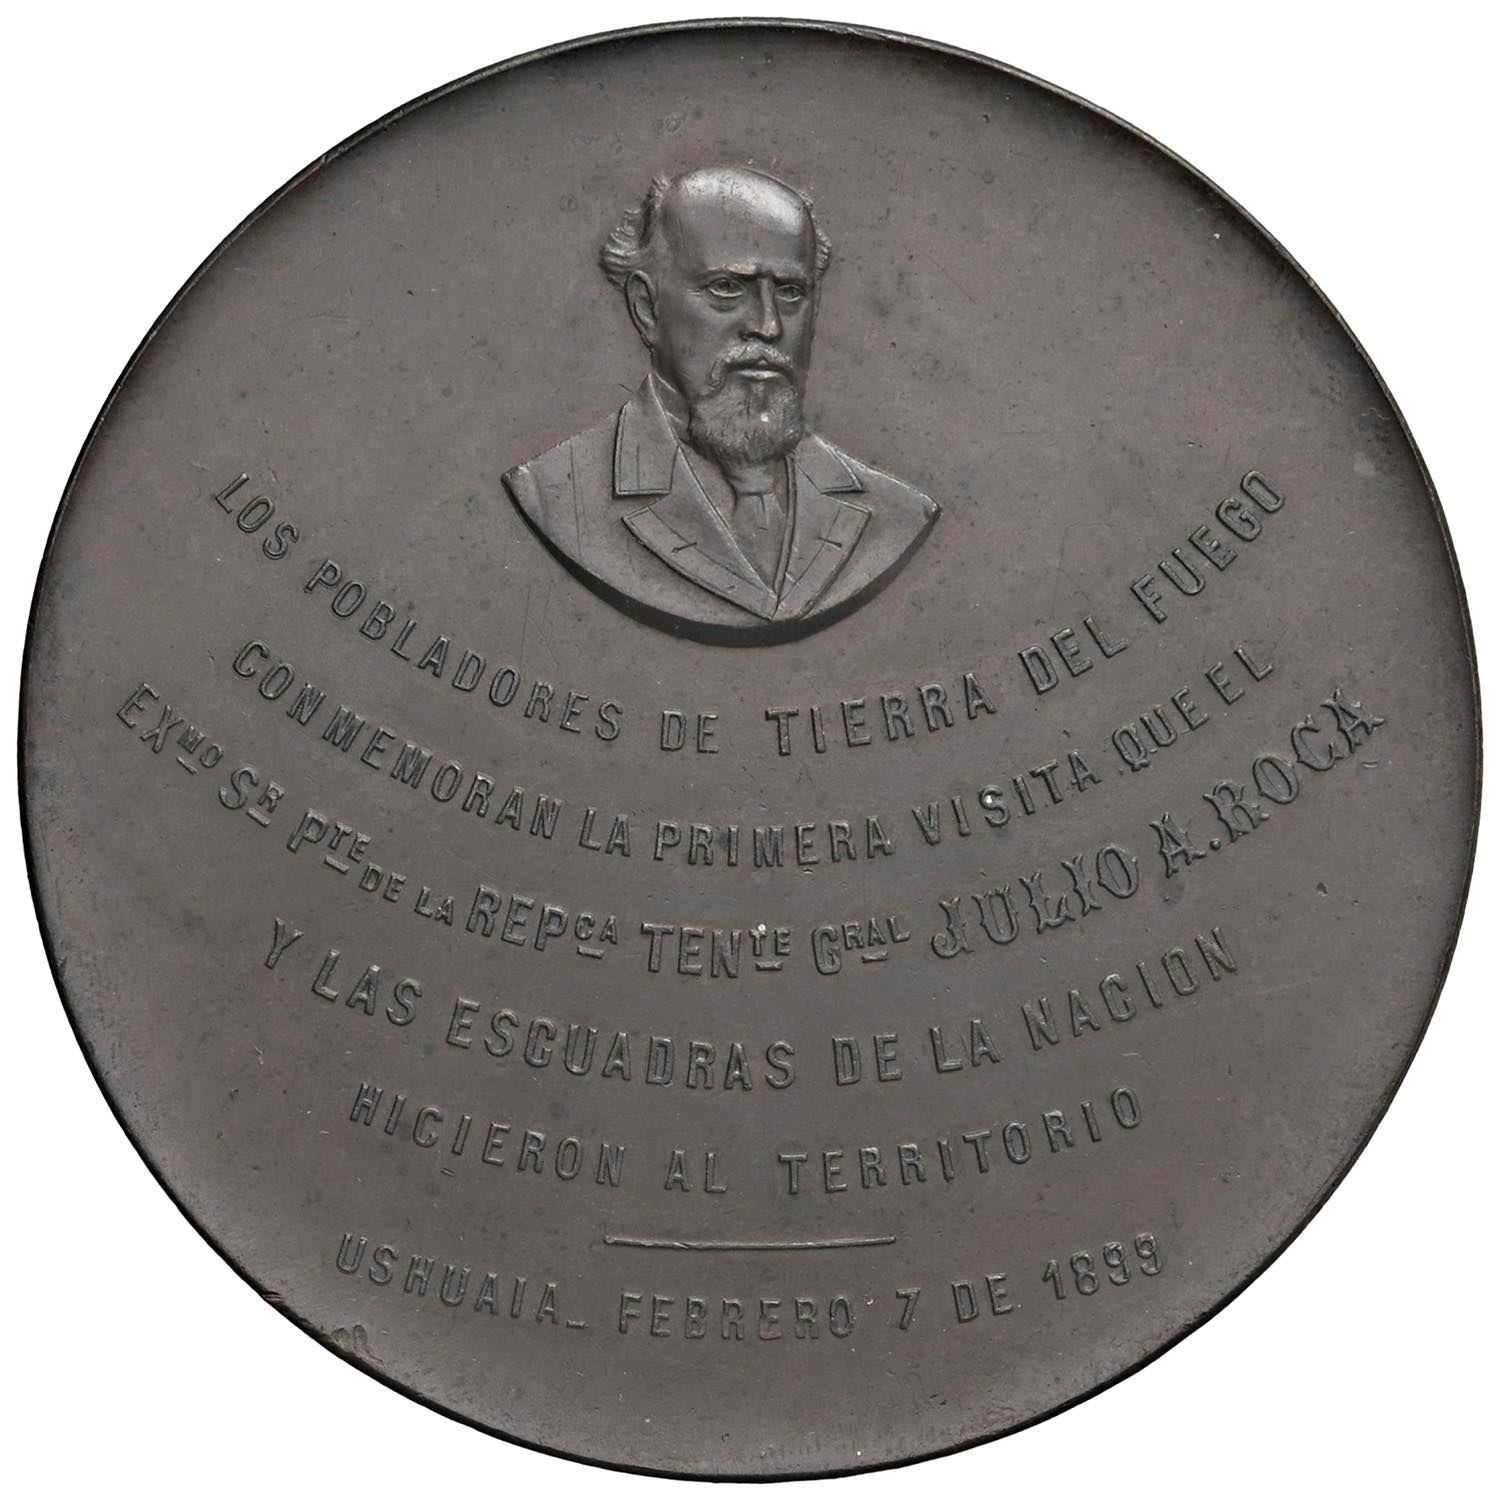 LOS POBLADORES DE TIERRA DEL FUEGO
CONMEMORAN LA PRIMERA VISITA QUE EL
EXMO SR PTE DE LA REPCA TENTE GRAL JULIO A. ROCA
Y LAS ESCUADRAS DE LA NACION
HICIERON AL TERRITORIO
USHUAIA_ FEBRERO 7 DE 1899